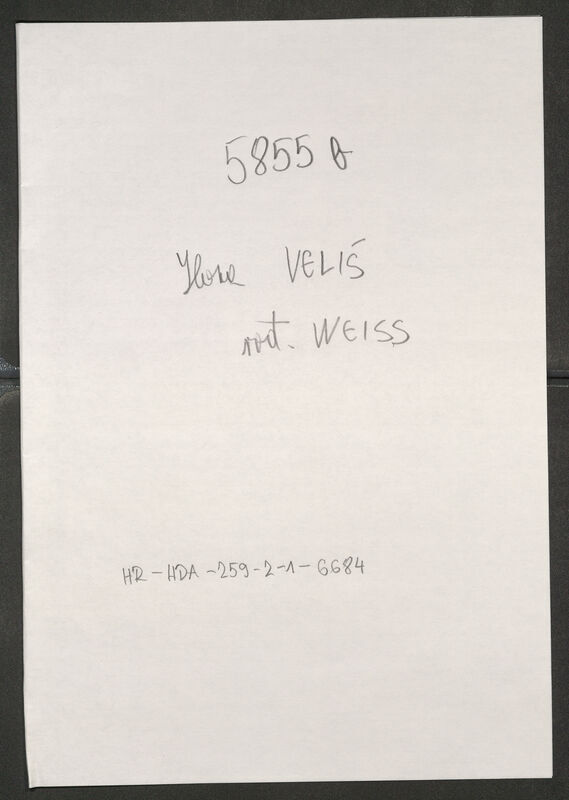 5855 b
Ilona VELIŠ
rođ. WEISS
HR-HDA-259-2-1-6684